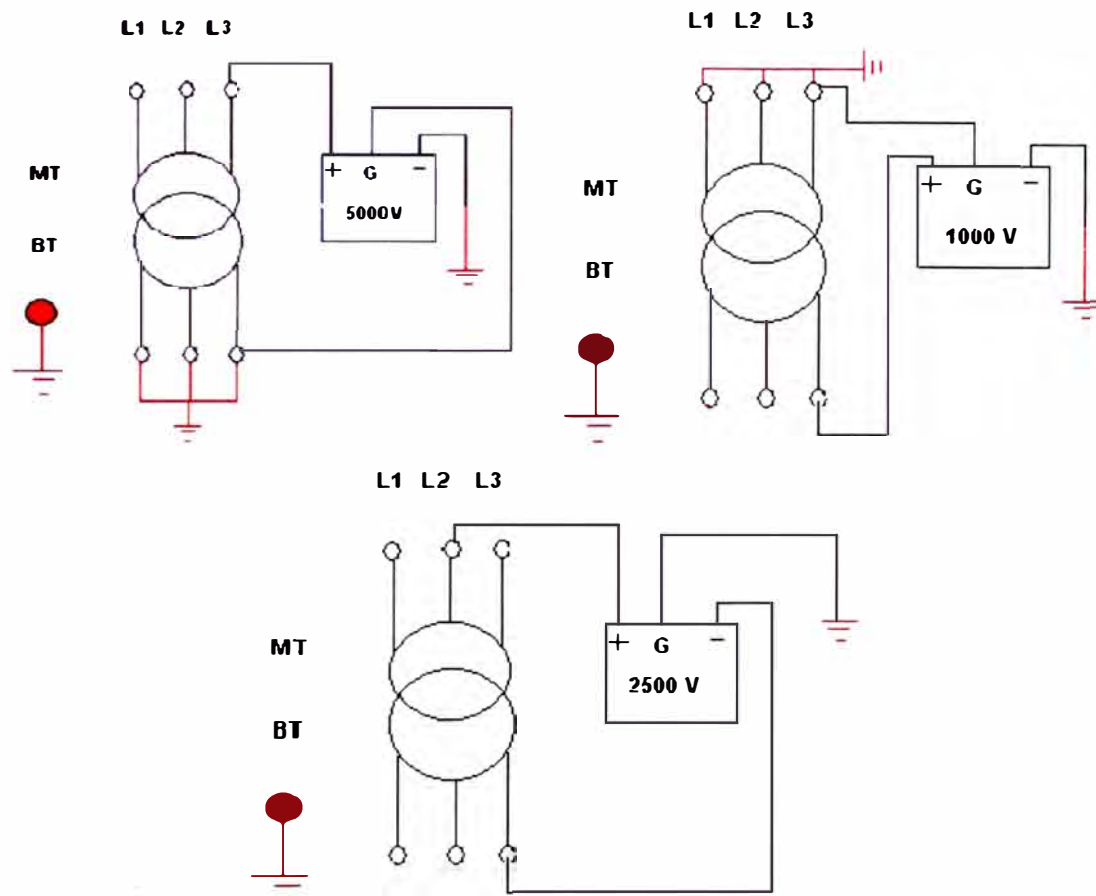 L1 L2 L3
MT
BT
+ G -
5000V
L1 L2 L3
MT
BT
+ G -
1000 V
L1 L2 L3
MT
BT
+ G -
2500 V